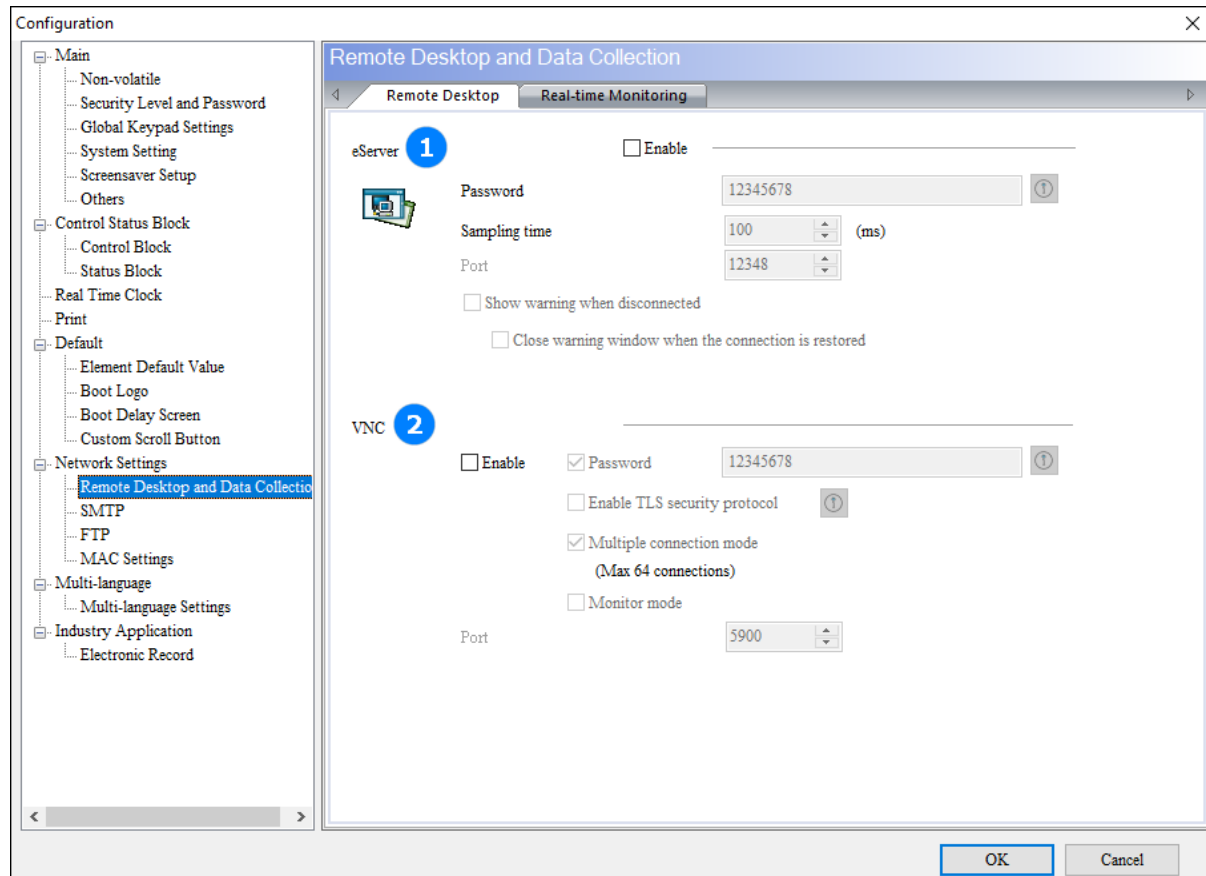 Configuration
Main
Non-volatile
Security Level and Password
Global Keypad Settings
System Setting
Screensaver Setup
Others
Control Status Block
Control Block
Status Block
Real Time Clock
Print
Default
Element Default Value
Boot Logo
Boot Delay Screen
Custom Scroll Button
Network Settings
Remote Desktop and Data Collectio
SMTP
FTP
MAC Settings
Multi-language
Multi-language Settings
Industry Application
Electronic Record
Remote Desktop and Data Collection
Remote Desktop Real-time Monitoring
eServer 1 Enable
Password 12345678
Sampling time 100 (ms)
Port 12348
Show warning when disconnected
Close warning window when the connection is restored
VNC 2
Enable Password 12345678
Enable TLS security protocol
Multiple connection mode
(Max 64 connections)
Monitor mode
Port 5900
OK Cancel